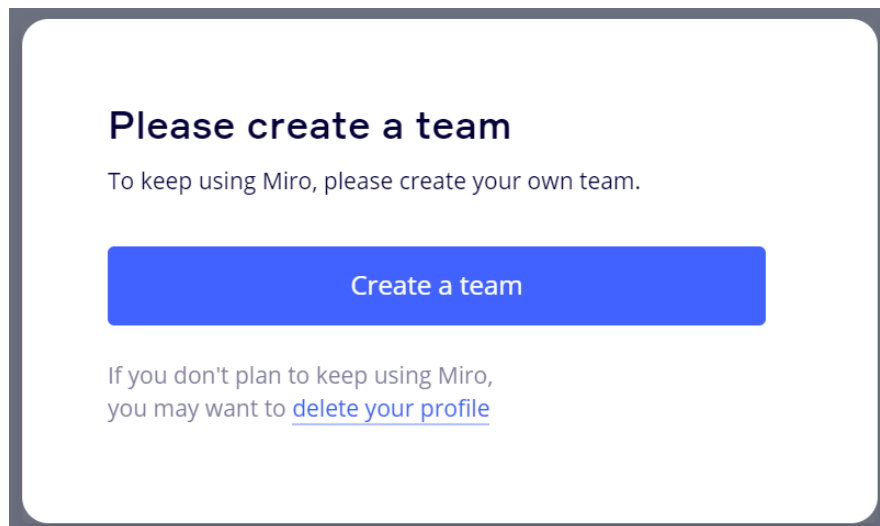 Please create a team
To keep using Miro, please create your own team.
Create a team
If you don't plan to keep using Miro,
you may want to delete your profile